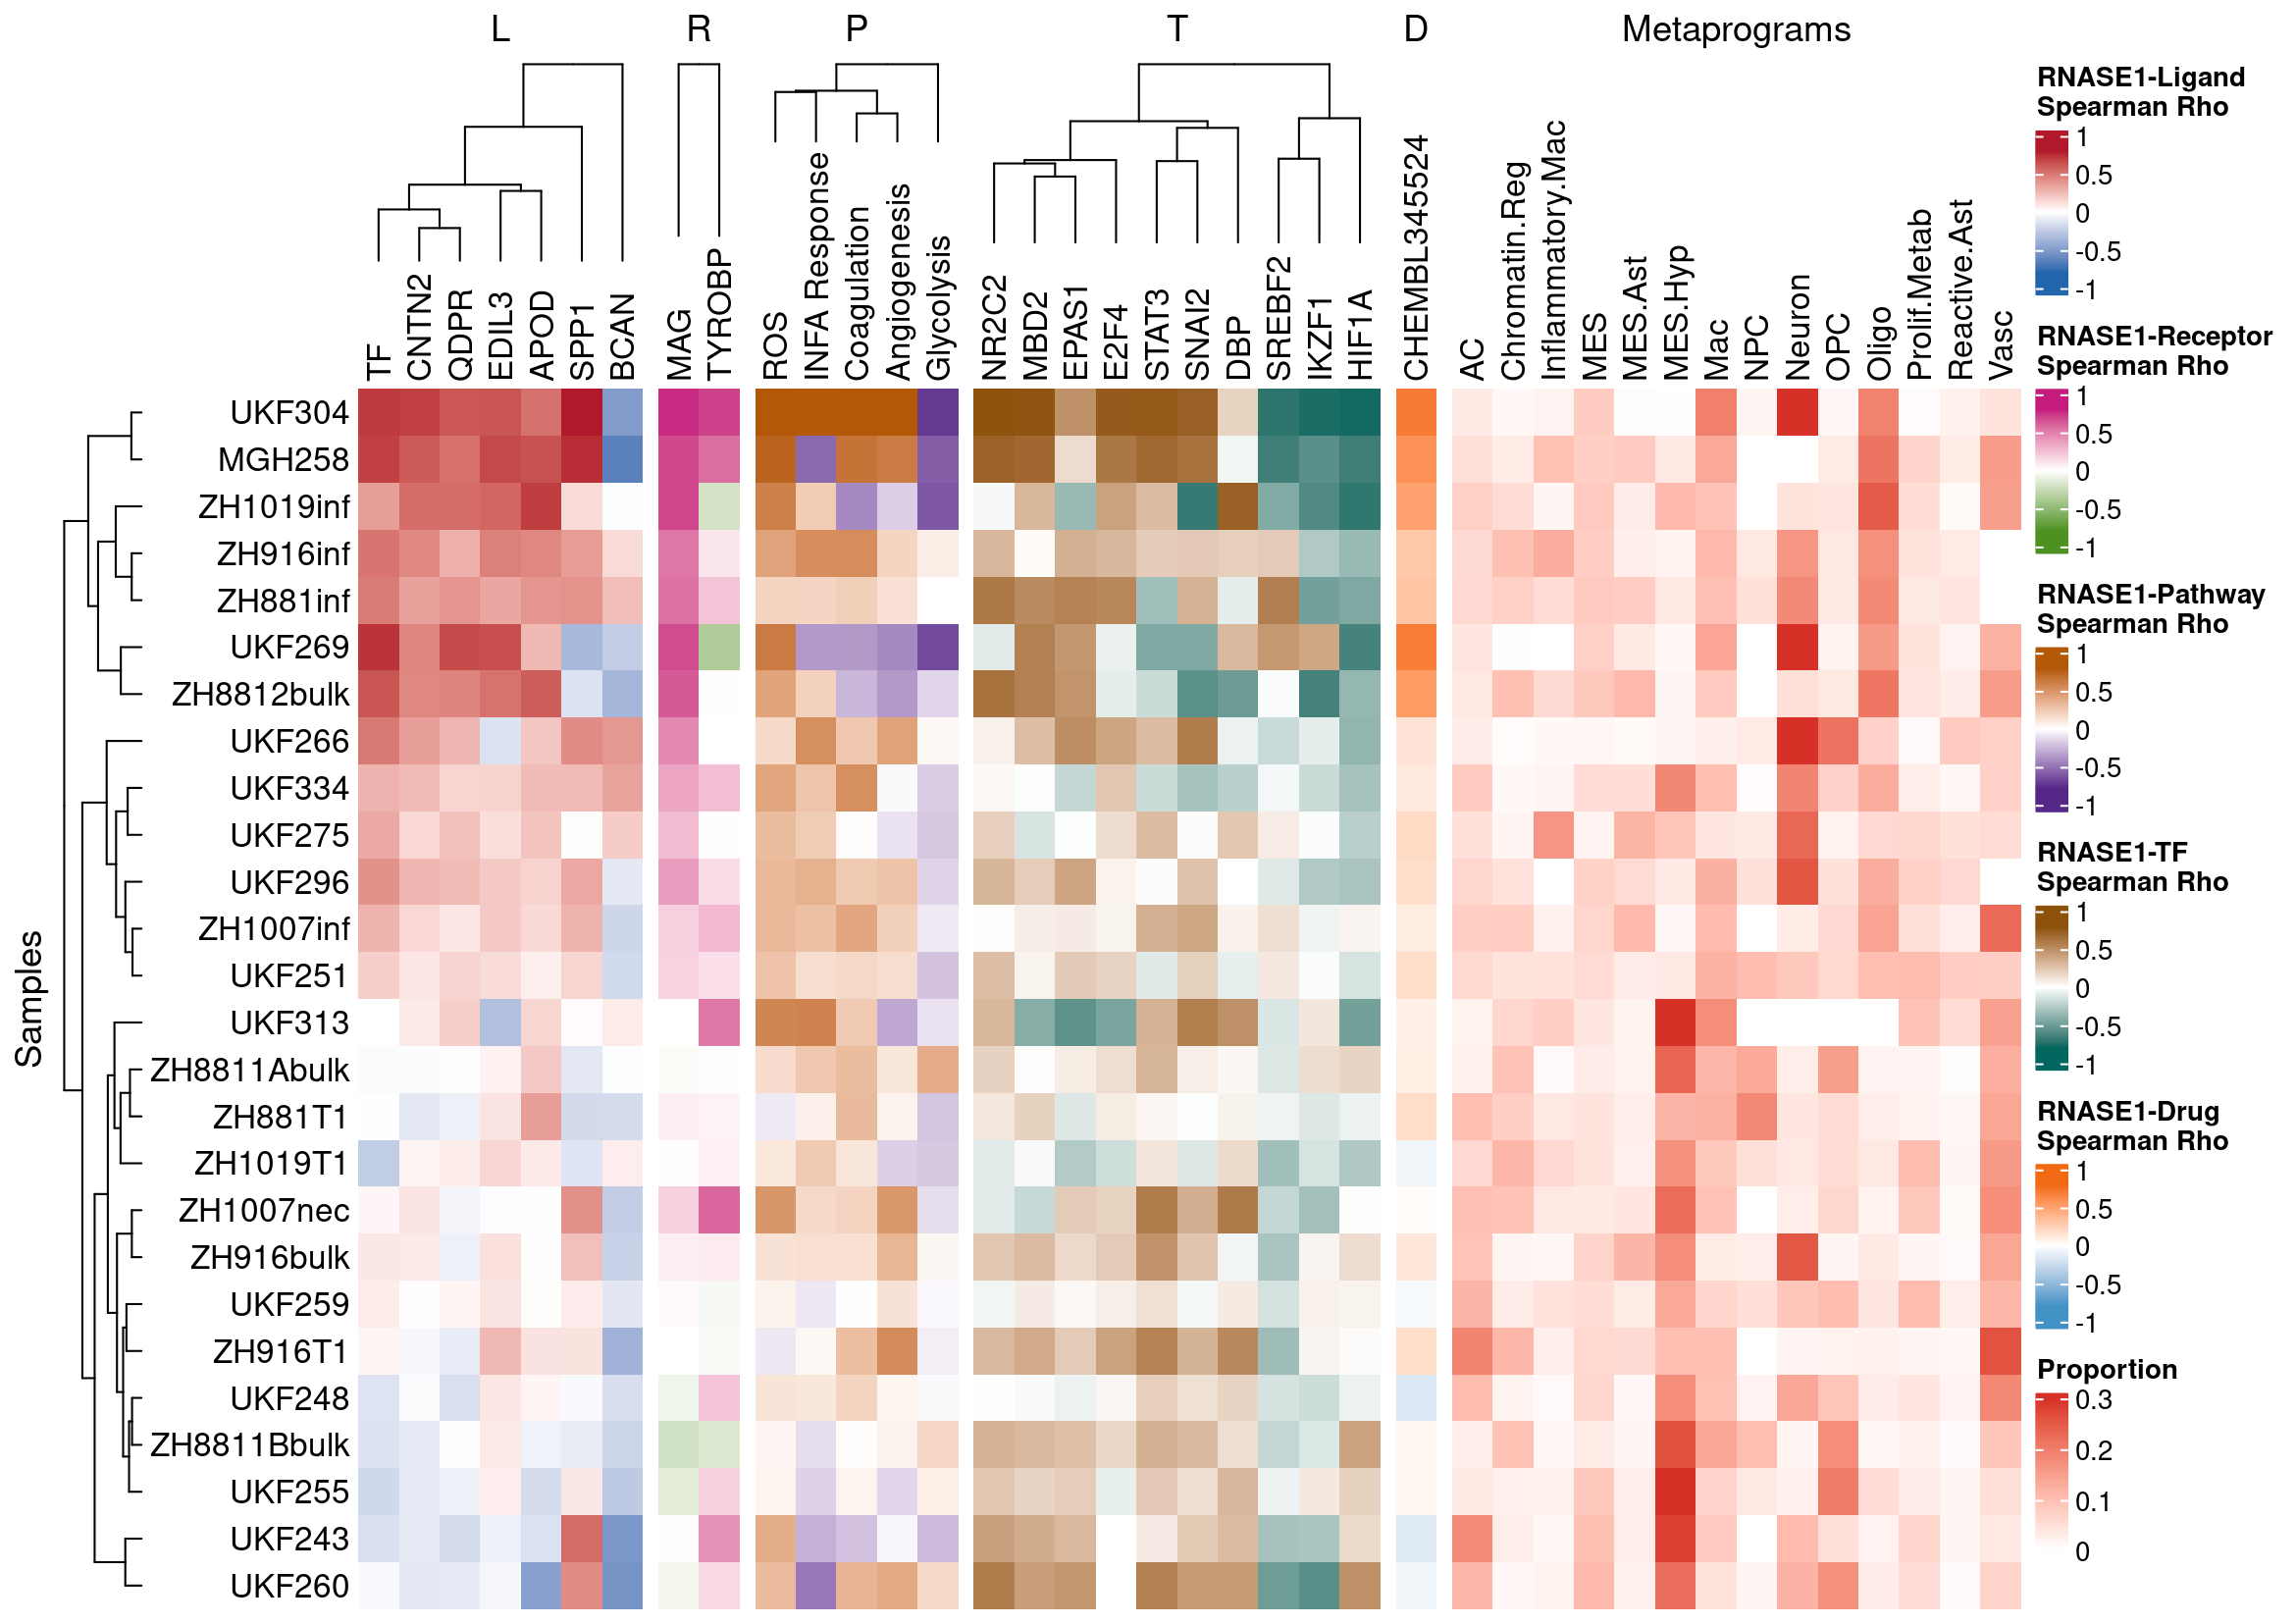 L R P T D Metaprograms
TF
CNTN2
QDPR
EDIL3
APOD
SPP1
BCAN
MAG
TYROBP
ROS
INFA Response
Coagulation
Angiogenesis
Glycolysis
NR2C2
MBD2
EPAS1
E2F4
STAT3
SNAI2
DBP
SREBF2
IKZF1
HIF1A
CHEMBL345524
AC
Chromatin.Reg
Inflammatory.Mac
MES
MES.Ast
MES.Hyp
Mac
NPC
Neuron
OPC
Oligo
Prolif.Metab
Reactive.Ast
Vasc
Samples
UKF304
MGH258
ZH1019inf
ZH916inf
ZH881inf
UKF269
ZH8812bulk
UKF266
UKF334
UKF275
UKF296
ZH1007inf
UKF251
UKF313
ZH8811Abulk
ZH881T1
ZH1019T1
ZH1007nec
ZH916bulk
UKF259
ZH916T1
UKF248
ZH8811Bbulk
UKF255
UKF243
UKF260
RNASE1-Ligand
Spearman Rho
1
0.5
0
-0.5
-1
RNASE1-Receptor
Spearman Rho
1
0.5
0
-0.5
-1
RNASE1-Pathway
Spearman Rho
1
0.5
0
-0.5
-1
RNASE1-TF
Spearman Rho
1
0.5
0
-0.5
-1
RNASE1-Drug
Spearman Rho
1
0.5
0
-0.5
-1
Proportion
0.3
0.2
0.1
0